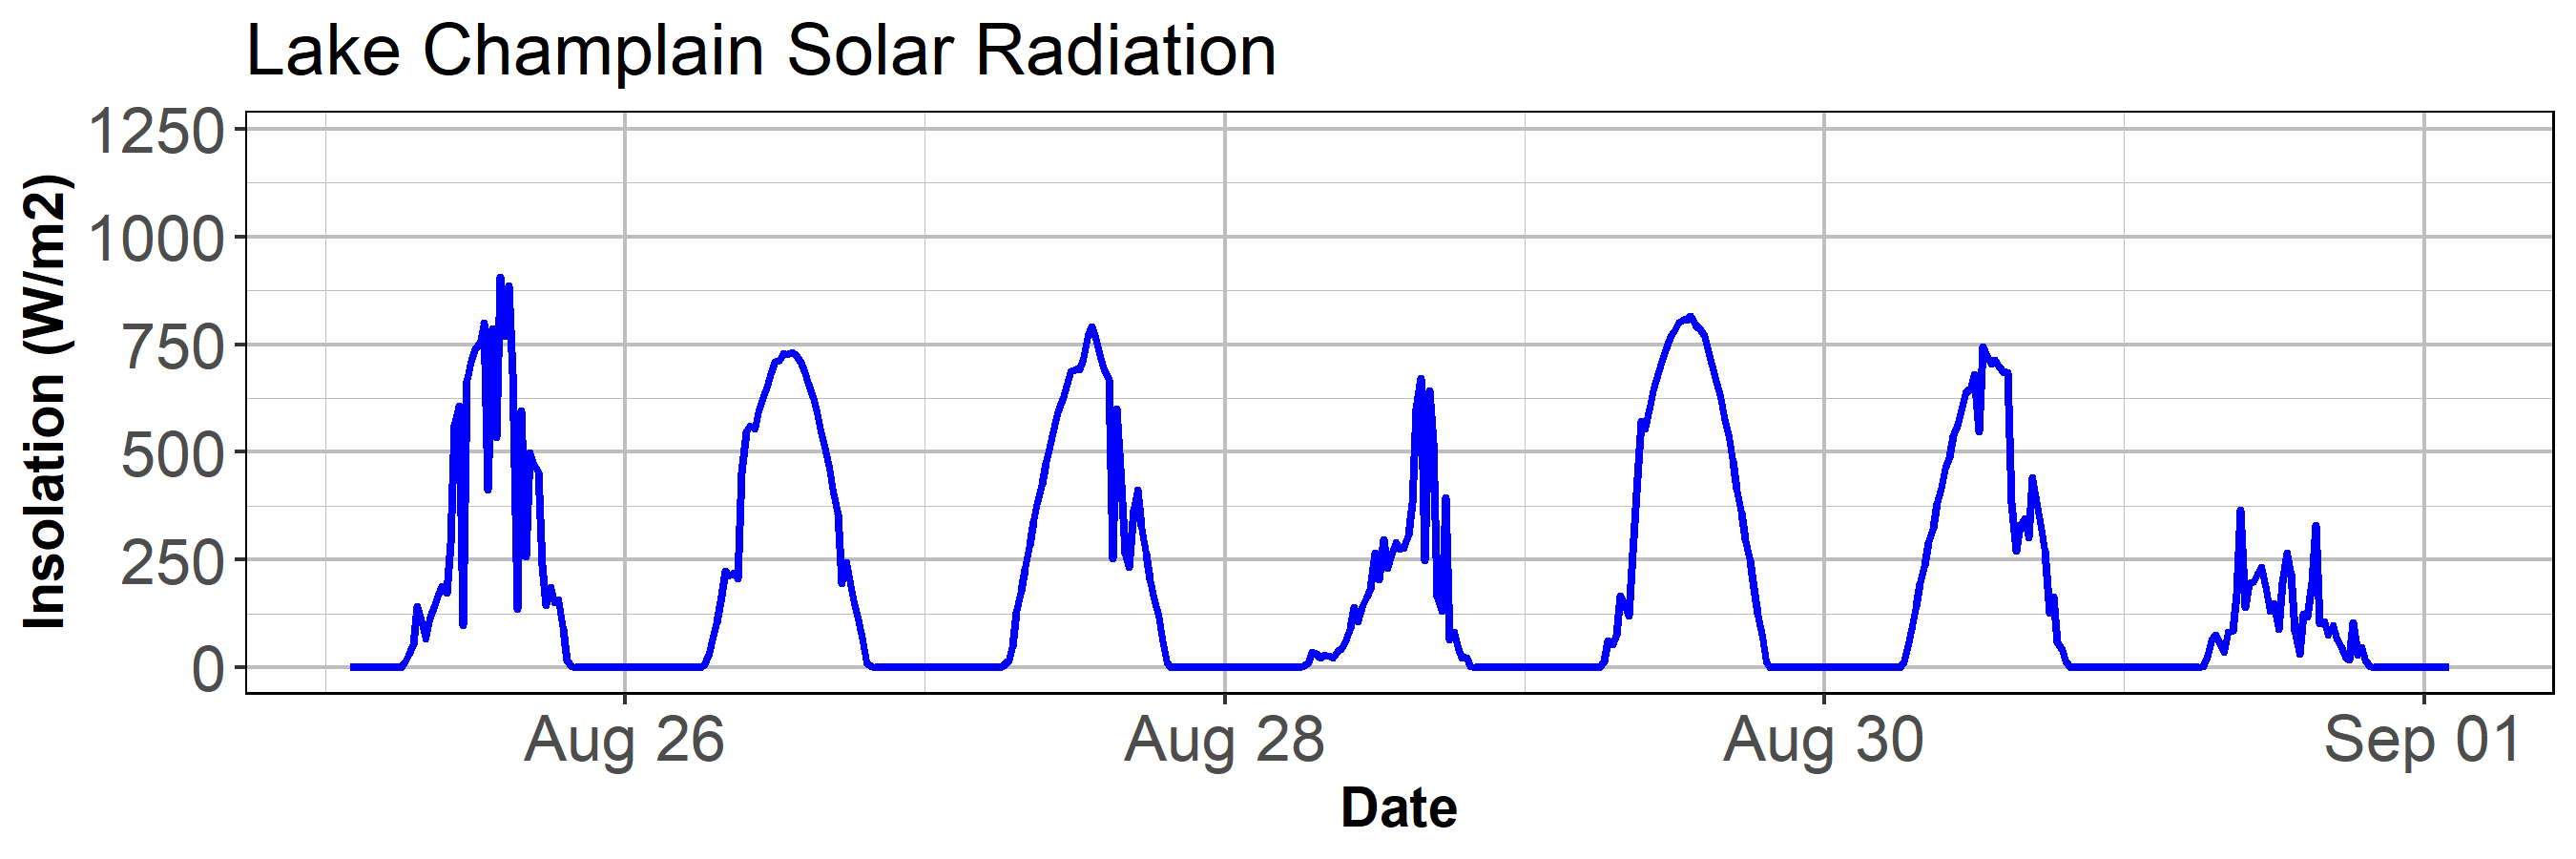 Lake Champlain Solar Radiation
Insolation (W/m2)
1250
1000
750
500
250
0
Aug 26 Aug 28 Aug 30 Sep 01
Date